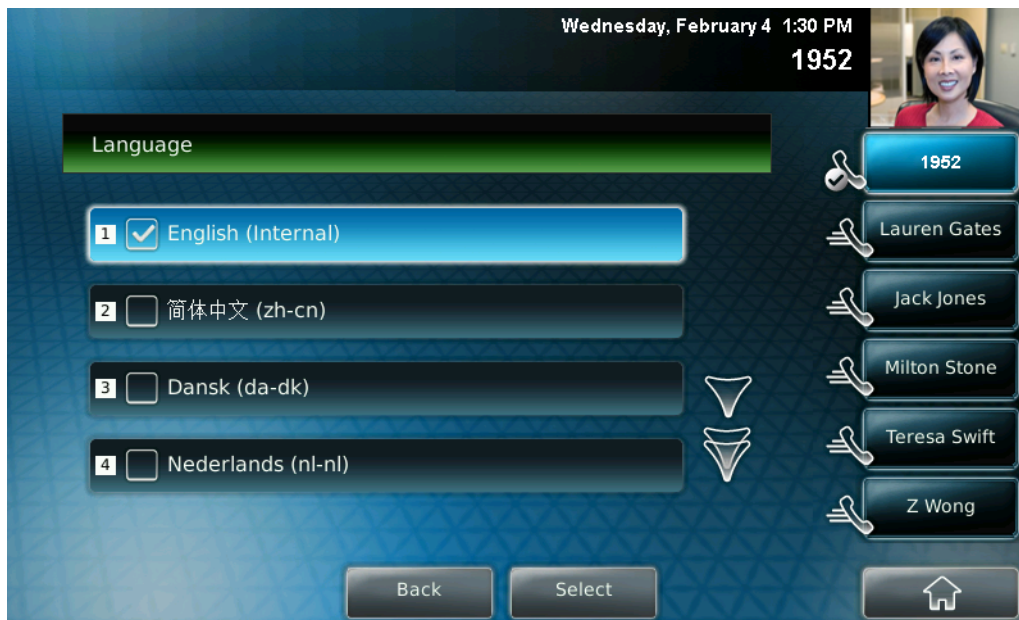 Wednesday, February 4 1:30 PM
1952
Language
1 English (Internal)
2 简体中文 (zh-cn)
3 Dansk (da-dk)
4 Nederlands (nl-nl)
Back
Select
1952
Lauren Gates
Jack Jones
Milton Stone
Teresa Swift
Z Wong